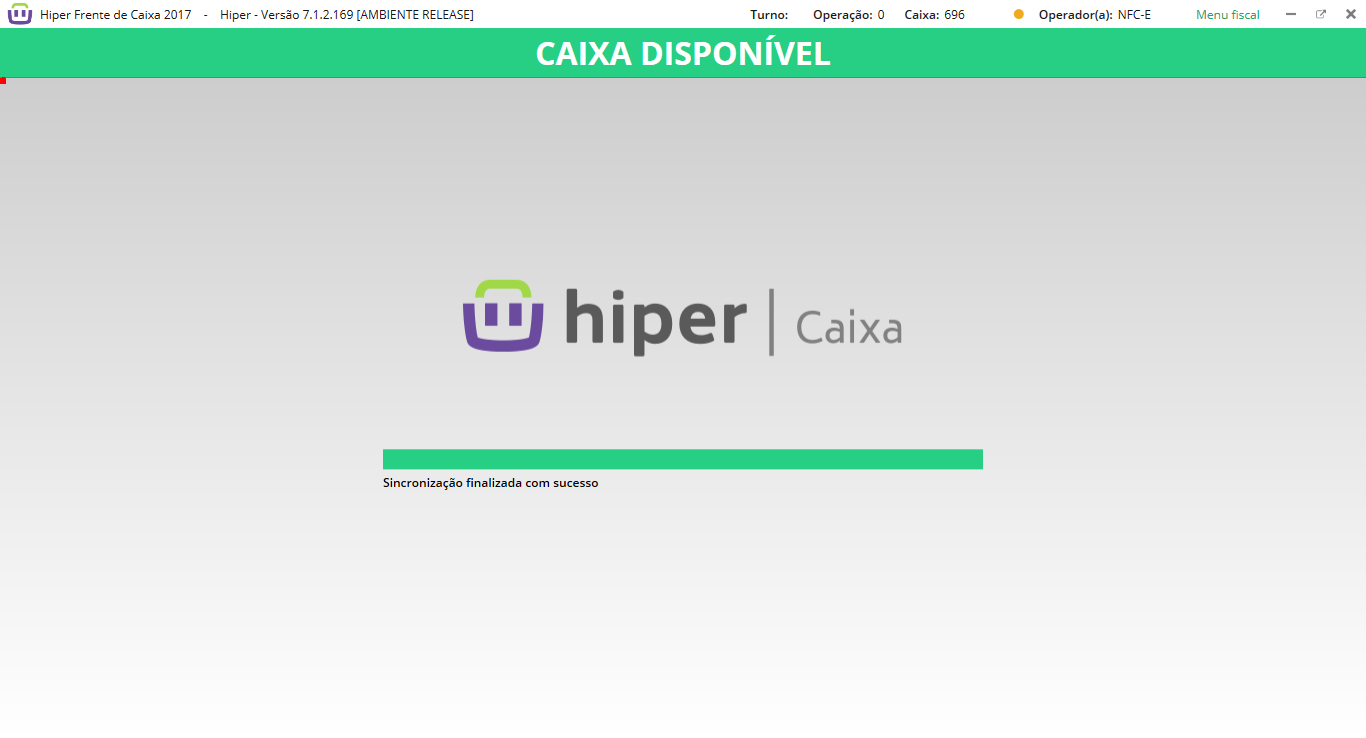 Hiper Frente de Caixa 2017 - Hiper - Versão 7.1.2.169 [AMBIENTE RELEASE] Turno: Operação: 0 Caixa: 696 Operador(a): NFC-E Menu fiscal
CAIXA DISPONÍVEL
hiper | Caixa
Sincronização finalizada com sucesso